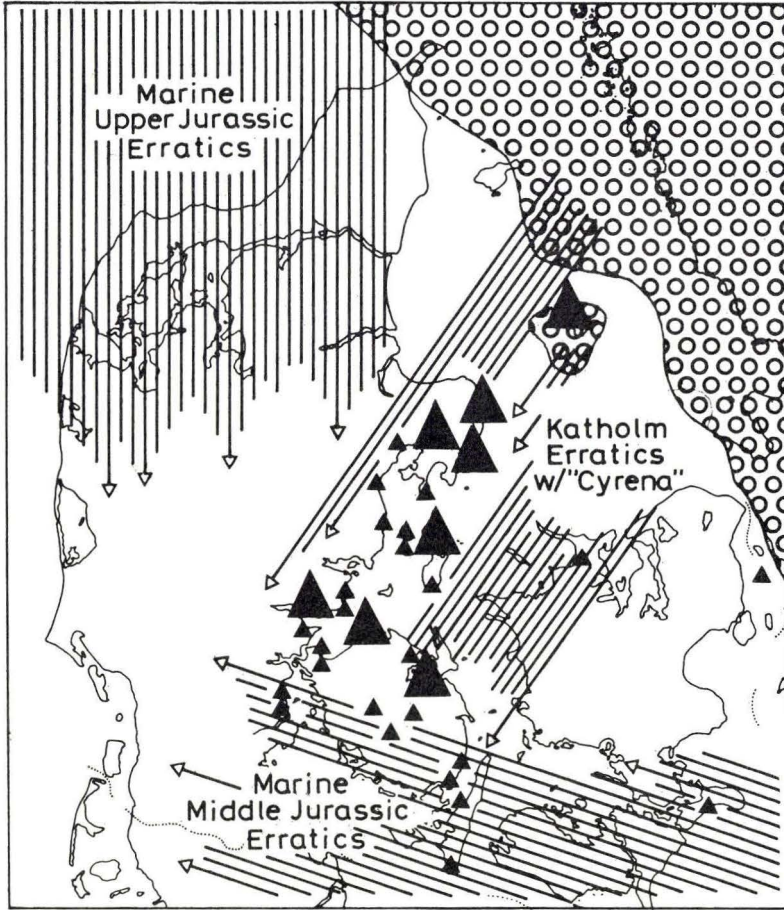 Marine
Upper Jurassic
Erratics
Katholm
Erratics
w/"Cyrena"
Marine
Middle Jurassic
Erratics